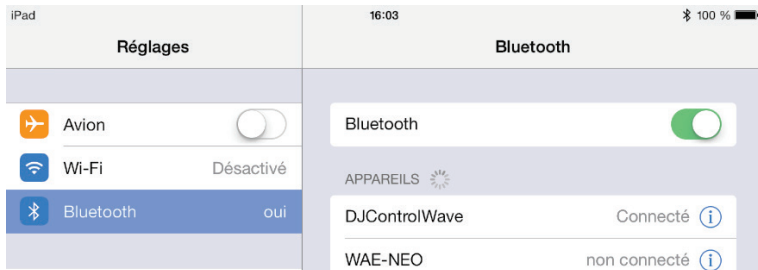 iPad 16:03 100 %
Réglages
Bluetooth
Avion
Wi-Fi Désactivé
Bluetooth oui
Bluetooth
APPAREILS
DJControlWave Connecté
WAE-NEO non connecté